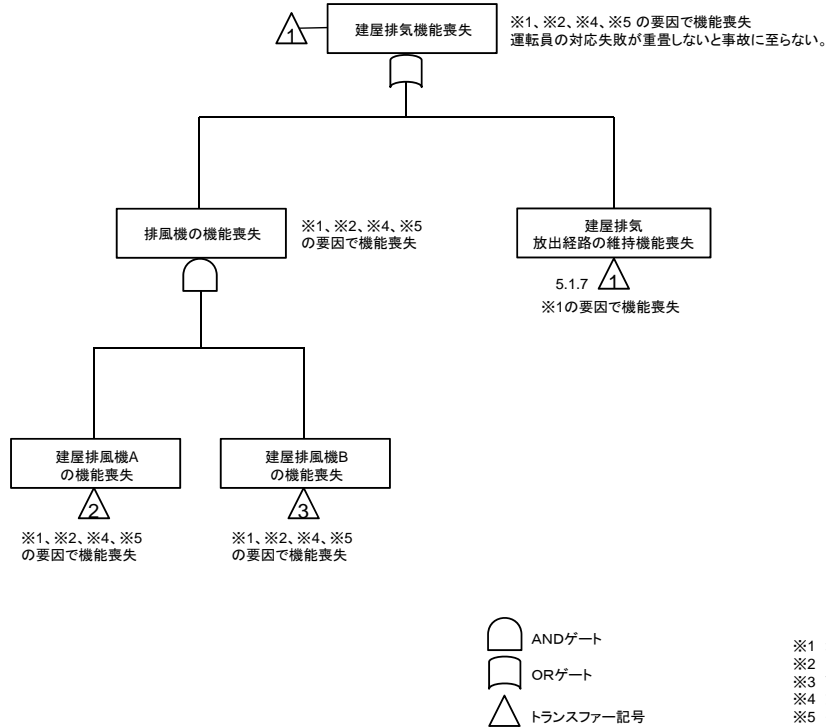 1
建屋排気機能喪失
※1、※2、※4、※5 の要因で機能喪失
運転員の対応失敗が重畳しないと事故に至らない。
排風機の機能喪失
※1、※2、※4、※5
の要因で機能喪失
建屋排気
放出経路の維持機能喪失
5.1.7
1
※1の要因で機能喪失
建屋排風機A
の機能喪失
2
※1、※2、※4、※5
の要因で機能喪失
建屋排風機B
の機能喪失
3
※1、※2、※4、※5
の要因で機能喪失
ANDゲート
ORゲート
トランスファー記号
※1
※2
※3
※4
※5